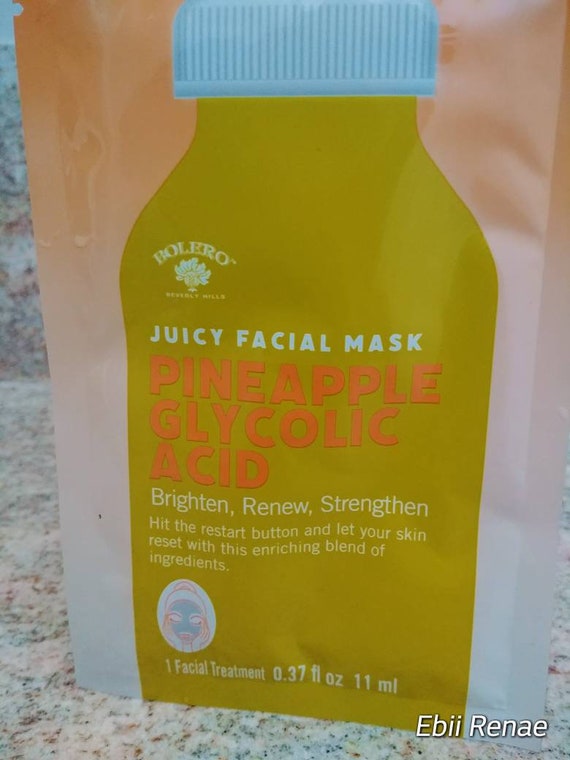 BOLERO™
BEVERLY HILLS
JUICY FACIAL MASK
PINEAPPLE
GLYCOLIC
ACID
Brighten, Renew, Strengthen
Hit the restart button and let your skin
reset with this enriching blend of
ingredients.
1 Facial Treatment 0.37 fl oz 11 ml
Ebii Renae